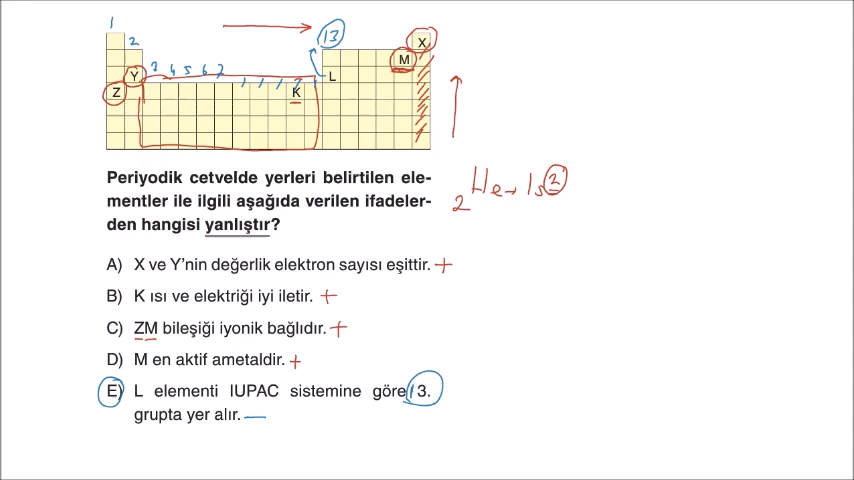 1
2
13
X
M
Y
3 4 5 6 7
L
Z
K
2He→1s2
Periyodik cetvelde yerleri belirtilen ele-
mentler ile ilgili aşağıda verilen ifadeler-
den hangisi yanlıştır?
A) X ve Y'nin değerlik elektron sayısı eşittir. +
B) K ısı ve elektriği iyi iletir. +
C) ZM bileşiği iyonik bağlıdır. +
D) M en aktif ametaldir. +
E) L elementi IUPAC sistemine göre 13.
grupta yer alır. —